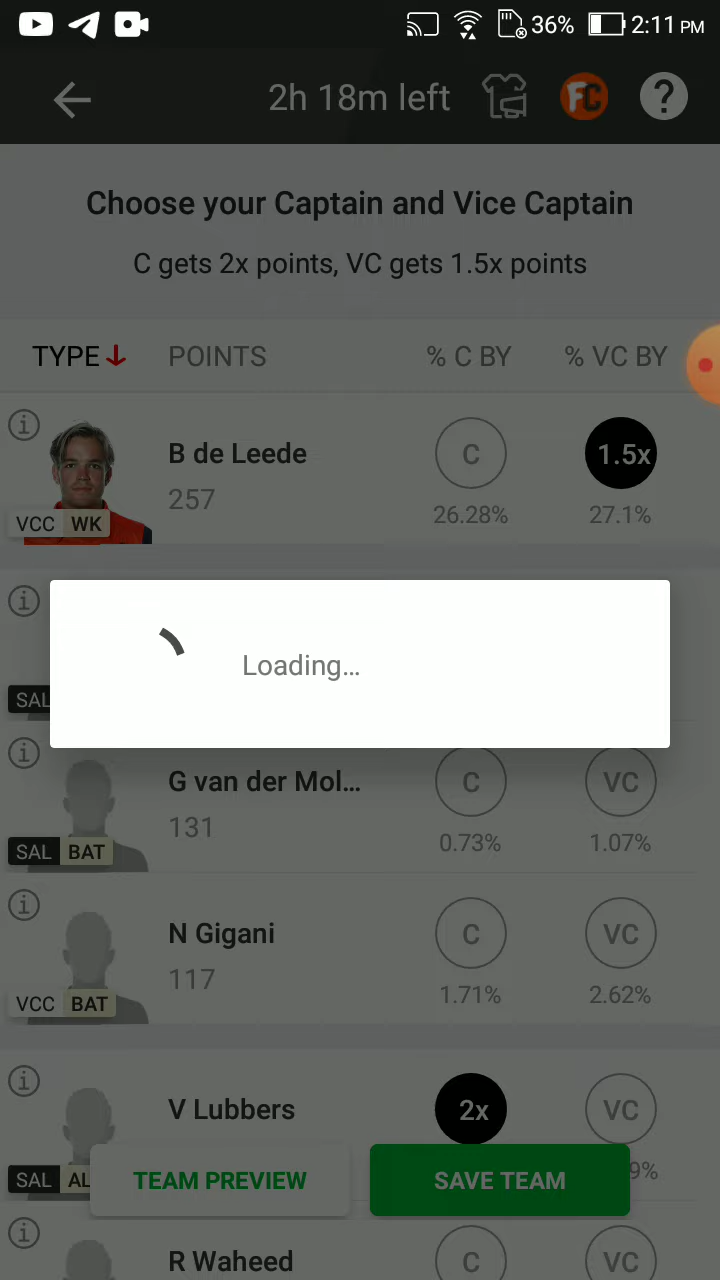 36% 2:11 PM
2h 18m left FC ?
Choose your Captain and Vice Captain
C gets 2x points, VC gets 1.5x points
TYPE POINTS % C BY % VC BY
B de Leede C 1.5x
257 26.28% 27.1%
VCC WK
Loading...
SAL
G van der Mol... C VC
131 0.73% 1.07%
SAL BAT
N Gigani C VC
117 1.71% 2.62%
VCC BAT
V Lubbers 2x VC
SAL AL 9%
TEAM PREVIEW SAVE TEAM
R Waheed C VC